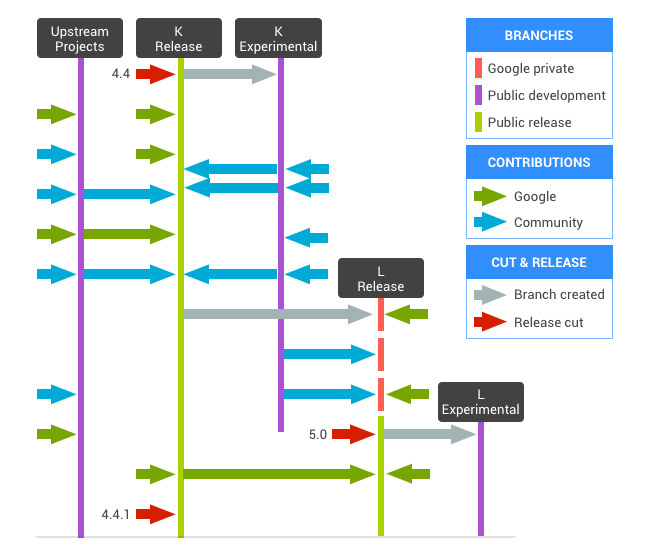 Upstream
Projects
K
Release
K
Experimental
4.4
L
Release
L
Experimental
5.0
4.4.1
BRANCHES
Google private
Public development
Public release
CONTRIBUTIONS
Google
Community
CUT & RELEASE
Branch created
Release cut